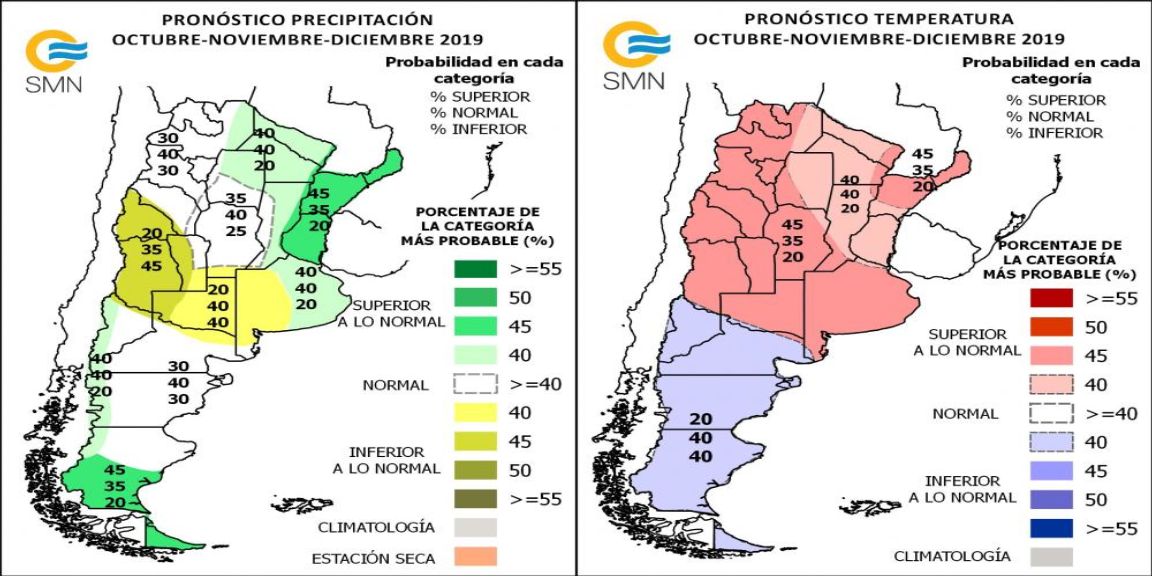 PRONÓSTICO PRECIPITACIÓN
OCTUBRE-NOVIEMBRE-DICIEMBRE 2019
SMN
Probabilidad en cada
categoría
% SUPERIOR
% NORMAL
% INFERIOR
30
40
30
40
40
20
35
40
25
45
35
20
20
35
45
40
40
20
20
40
40
40
40
20
30
40
30
45
35
20
PORCENTAJE DE
LA CATEGORÍA
MÁS PROBABLE (%)
>=55
SUPERIOR
A LO NORMAL
50
45
40
NORMAL
>=40
40
INFERIOR
A LO NORMAL
45
50
>=55
CLIMATOLOGÍA
ESTACIÓN SECA
PRONÓSTICO TEMPERATURA
OCTUBRE-NOVIEMBRE-DICIEMBRE 2019
SMN
Probabilidad en cada
categoría
% SUPERIOR
% NORMAL
% INFERIOR
45
35
20
40
40
20
45
35
20
20
40
40
PORCENTAJE DE
LA CATEGORÍA
MÁS PROBABLE (%)
>=55
SUPERIOR
A LO NORMAL
50
45
40
NORMAL
>=40
40
INFERIOR
A LO NORMAL
45
50
>=55
CLIMATOLOGÍA